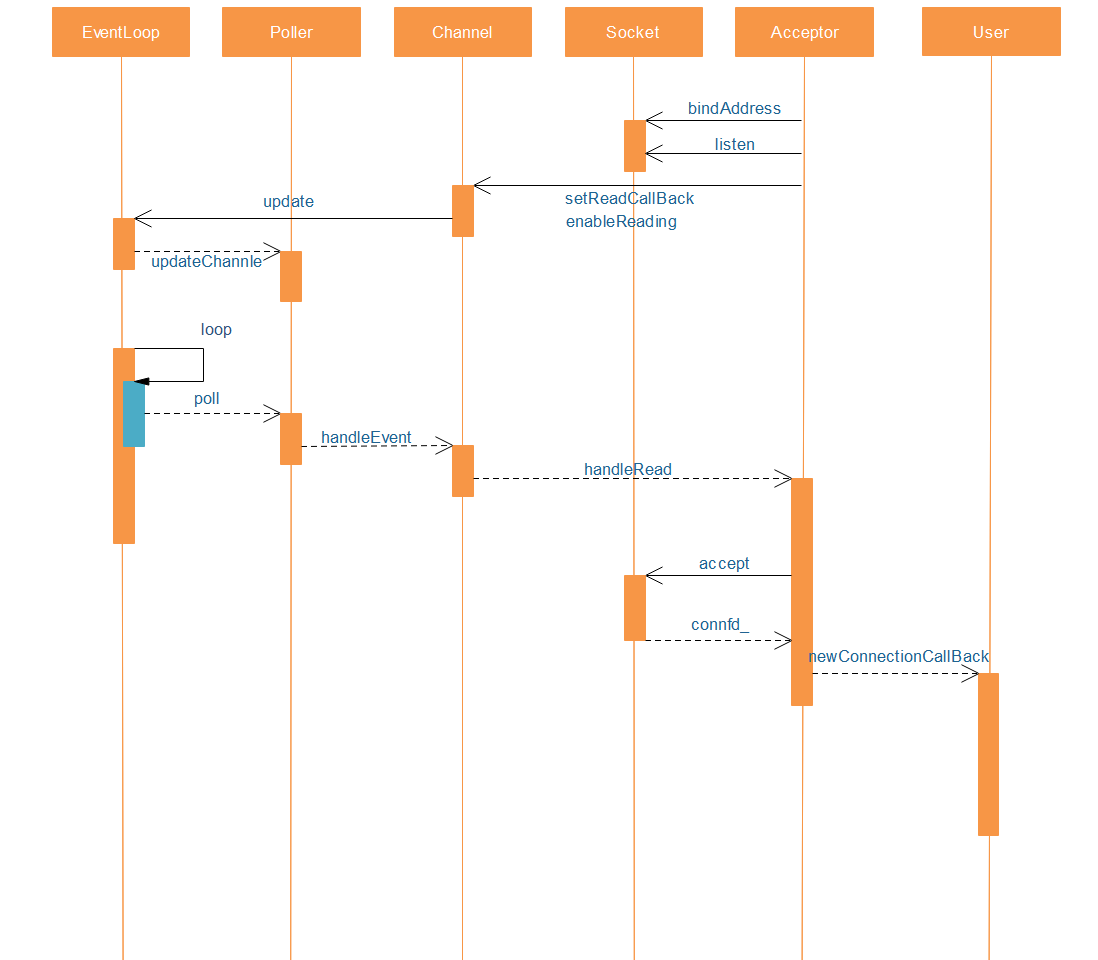 EventLoop
Poller
Channel
Socket
Acceptor
User
bindAddress
listen
setReadCallBack
enableReading
update
updateChannle
loop
poll
handleEvent
handleRead
accept
connfd_
newConnectionCallBack